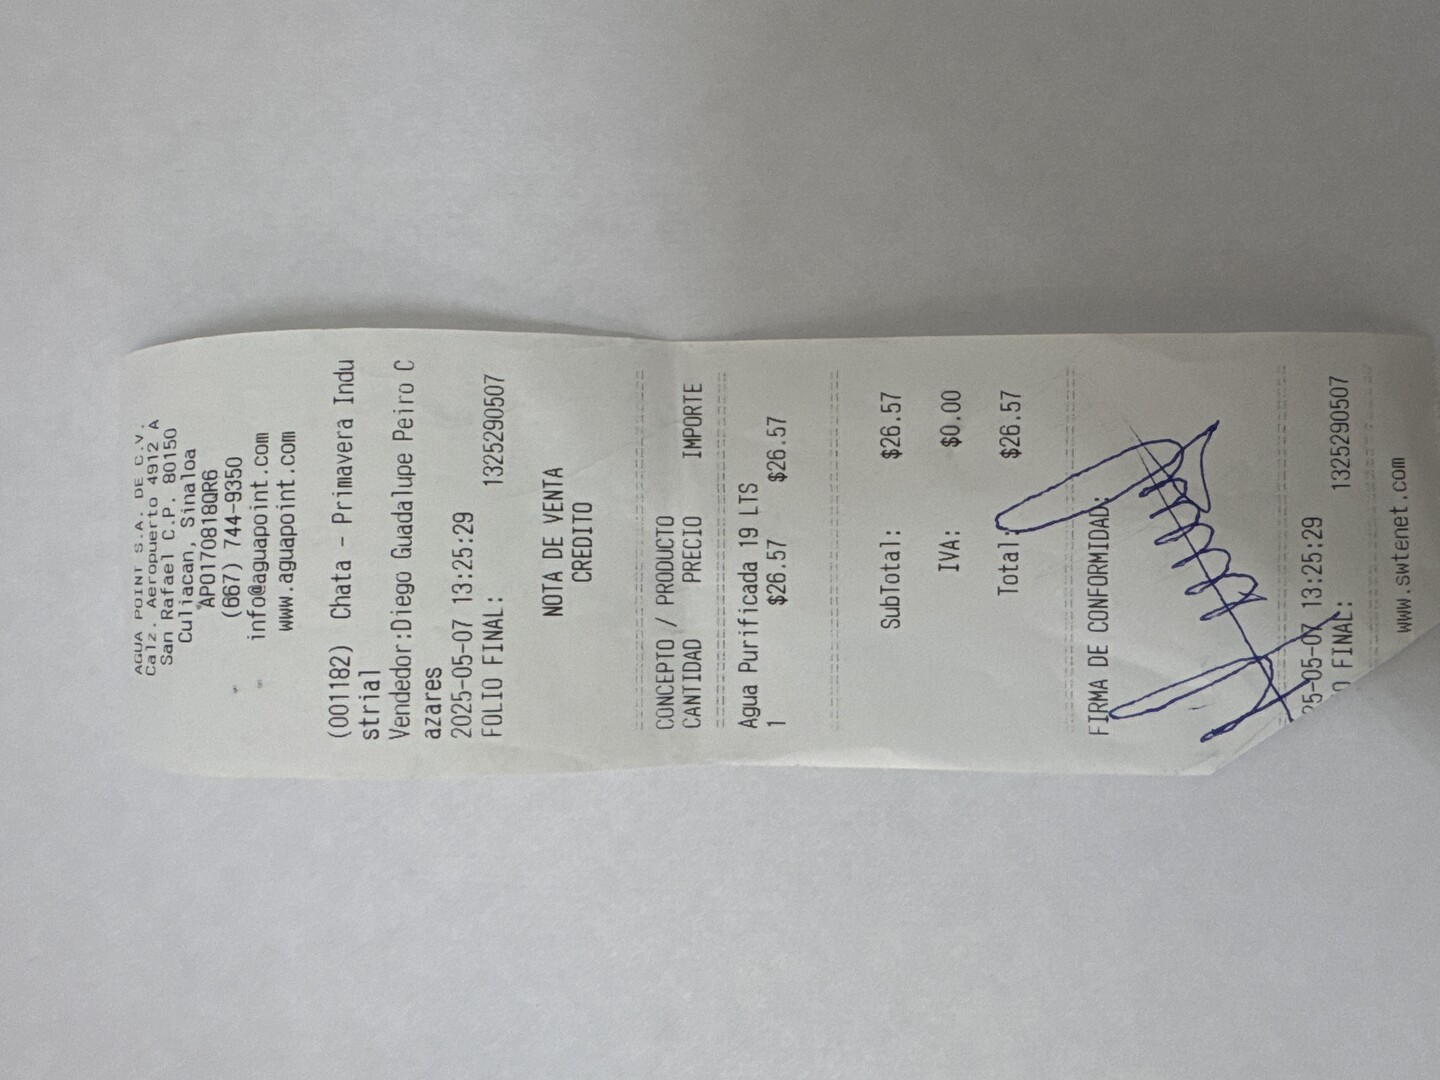 AGUA POINT S.A. DE C.V.
Calz. Aeropuerto 4912 A
San Rafael C.P. 80150
Culiacan, Sinaloa
APO170818QR6
(667) 744-9350
info@aguapoint.com
www.aguapoint.com
(001182) Chata - Primavera Indu
strial
Vendedor:Diego Guadalupe Peiro C
azares
2025-05-07 13:25:29
FOLIO FINAL: 1325290507
NOTA DE VENTA
CREDITO
CONCEPTO / PRODUCTO
CANTIDAD PRECIO IMPORTE
Agua Purificada 19 LTS
1 $26.57 $26.57
SubTotal: $26.57
IVA: $0.00
Total: $26.57
FIRMA DE CONFORMIDAD:
25-05-07 13:25:29
O FINAL: 1325290507
www.swtenet.com